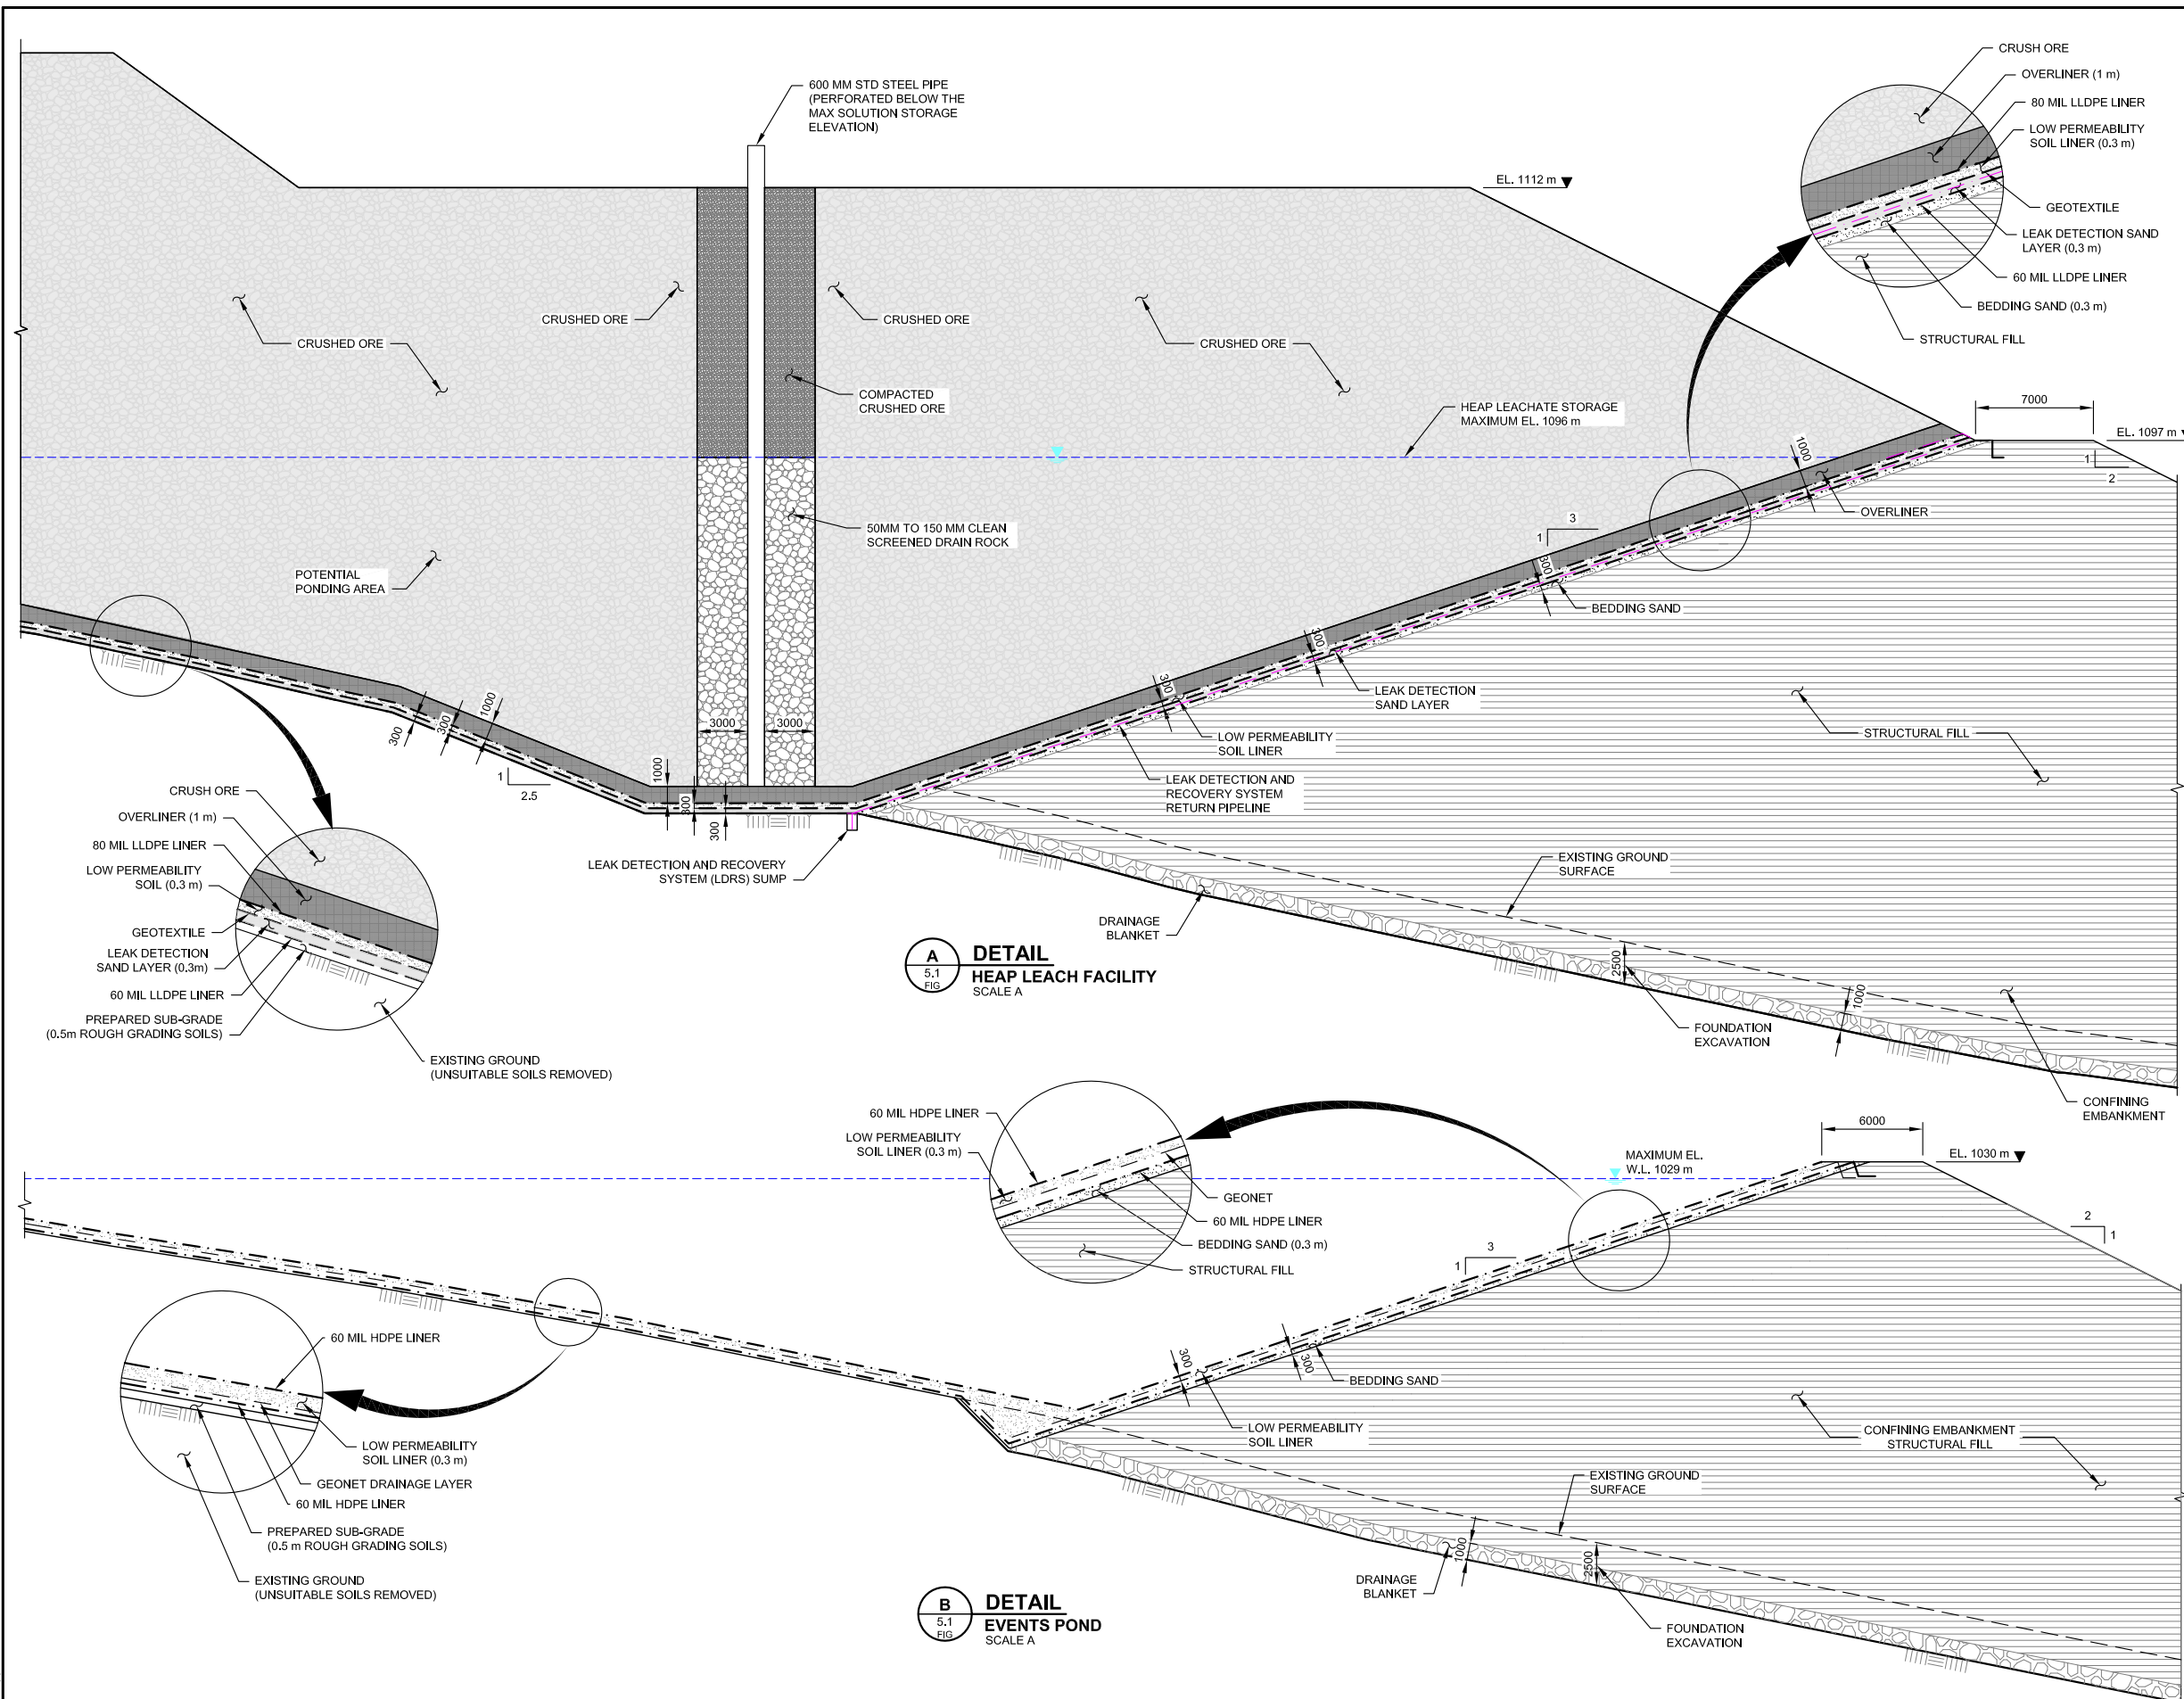 600 MM STD STEEL PIPE
(PERFORATED BELOW THE
MAX SOLUTION STORAGE
ELEVATION)
CRUSH ORE
OVERLINER (1 m)
80 MIL LLDPE LINER
LOW PERMEABILITY
SOIL LINER (0.3 m)
GEOTEXTILE
LEAK DETECTION SAND
LAYER (0.3 m)
60 MIL LLDPE LINER
BEDDING SAND (0.3 m)
STRUCTURAL FILL
EL. 1112 m
CRUSHED ORE
CRUSHED ORE
CRUSHED ORE
CRUSHED ORE
COMPACTED
CRUSHED ORE
HEAP LEACHATE STORAGE
MAXIMUM EL. 1096 m
7000
EL. 1097 m
1
2
1000
OVERLINER
50MM TO 150 MM CLEAN
SCREENED DRAIN ROCK
3
1
300
POTENTIAL
PONDING AREA
BEDDING SAND
300
LEAK DETECTION
SAND LAYER
300
LOW PERMEABILITY
SOIL LINER
LEAK DETECTION AND
RECOVERY SYSTEM
RETURN PIPELINE
STRUCTURAL FILL
300
300
1000
1
2.5
3000
3000
1000
300
300
CRUSH ORE
OVERLINER (1 m)
80 MIL LLDPE LINER
LOW PERMEABILITY
SOIL (0.3 m)
GEOTEXTILE
LEAK DETECTION
SAND LAYER (0.3m)
60 MIL LLDPE LINER
PREPARED SUB-GRADE
(0.5m ROUGH GRADING SOILS)
EXISTING GROUND
(UNSUITABLE SOILS REMOVED)
LEAK DETECTION AND RECOVERY
SYSTEM (LDRS) SUMP
EXISTING GROUND
SURFACE
DRAINAGE
BLANKET
2500
1000
FOUNDATION
EXCAVATION
CONFINING
EMBANKMENT
A
5.1
FIG
DETAIL
HEAP LEACH FACILITY
SCALE A
60 MIL HDPE LINER
LOW PERMEABILITY
SOIL LINER (0.3 m)
GEONET
60 MIL HDPE LINER
BEDDING SAND (0.3 m)
STRUCTURAL FILL
MAXIMUM EL.
W.L. 1029 m
6000
EL. 1030 m
2
1
3
1
60 MIL HDPE LINER
LOW PERMEABILITY
SOIL LINER (0.3 m)
GEONET DRAINAGE LAYER
60 MIL HDPE LINER
PREPARED SUB-GRADE
(0.5 m ROUGH GRADING SOILS)
EXISTING GROUND
(UNSUITABLE SOILS REMOVED)
300
300
BEDDING SAND
LOW PERMEABILITY
SOIL LINER
CONFINING EMBANKMENT
STRUCTURAL FILL
EXISTING GROUND
SURFACE
1000
2500
DRAINAGE
BLANKET
FOUNDATION
EXCAVATION
B
5.1
FIG
DETAIL
EVENTS POND
SCALE A